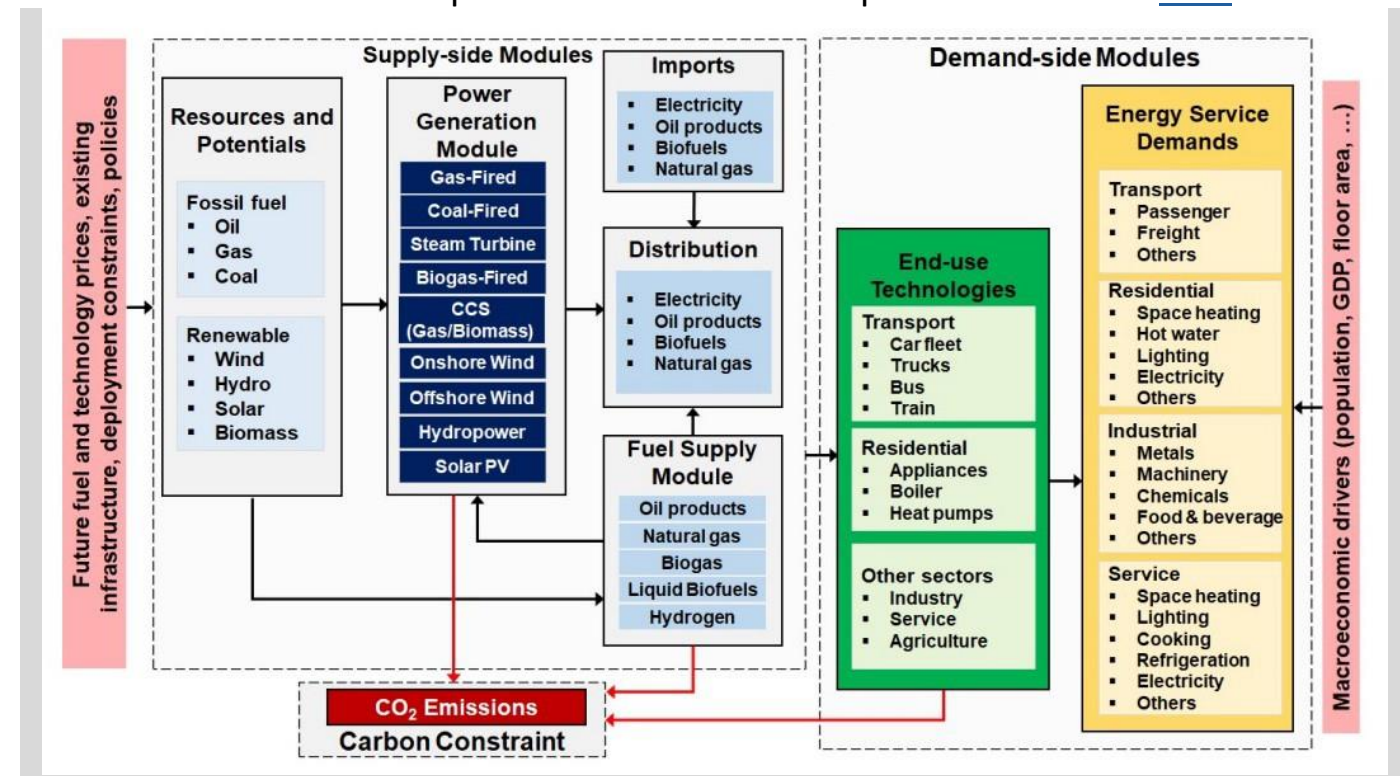 Future fuel and technology prices, existing
infrastructure, deployment constraints, policies
Supply-side Modules
Resources and
Potentials
Fossil fuel
▪ Oil
▪ Gas
▪ Coal
Renewable
▪ Wind
▪ Hydro
▪ Solar
▪ Biomass
Power
Generation
Module
Gas-Fired
Coal-Fired
Steam Turbine
Biogas-Fired
CCS
(Gas/Biomass)
Onshore Wind
Offshore Wind
Hydropower
Solar PV
Imports
▪ Electricity
▪ Oil products
▪ Biofuels
▪ Natural gas
Distribution
▪ Electricity
▪ Oil products
▪ Biofuels
▪ Natural gas
Fuel Supply
Module
Oil products
Natural gas
Biogas
Liquid Biofuels
Hydrogen
CO₂ Emissions
Carbon Constraint
Demand-side Modules
End-use
Technologies
Transport
▪ Car fleet
▪ Trucks
▪ Bus
▪ Train
Residential
▪ Appliances
▪ Boiler
▪ Heat pumps
Other sectors
▪ Industry
▪ Service
▪ Agriculture
Energy Service
Demands
Transport
▪ Passenger
▪ Freight
▪ Others
Residential
▪ Space heating
▪ Hot water
▪ Lighting
▪ Electricity
▪ Others
Industrial
▪ Metals
▪ Machinery
▪ Chemicals
▪ Food & beverage
▪ Others
Service
▪ Space heating
▪ Lighting
▪ Cooking
▪ Refrigeration
▪ Electricity
▪ Others
Macroeconomic drivers (population, GDP, floor area, ...)